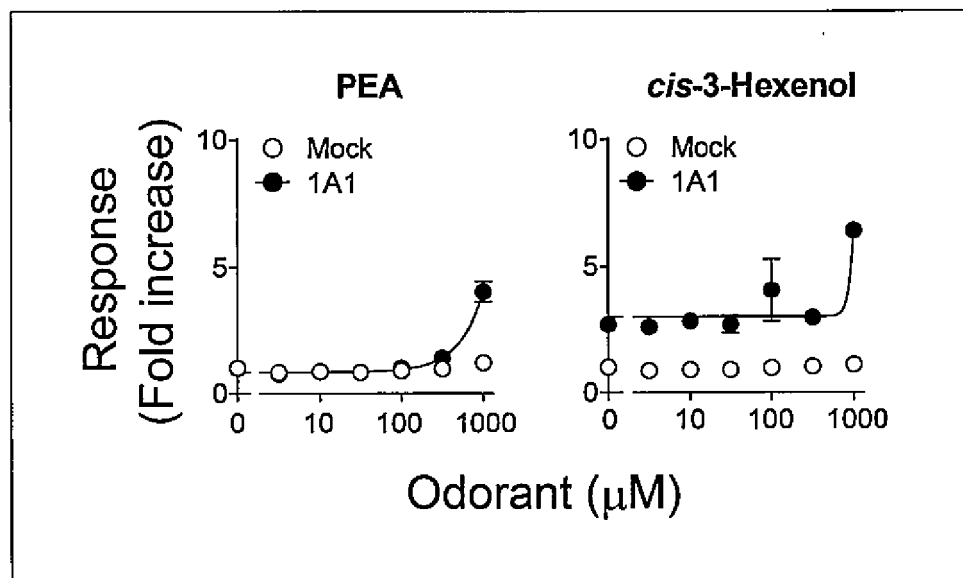 PEA
cis-3-Hexenol
Response
(Fold increase)
10
5
0
Mock
1A1
0
10
100
1000
10
5
0
Mock
1A1
0
10
100
1000
Odorant (μM)